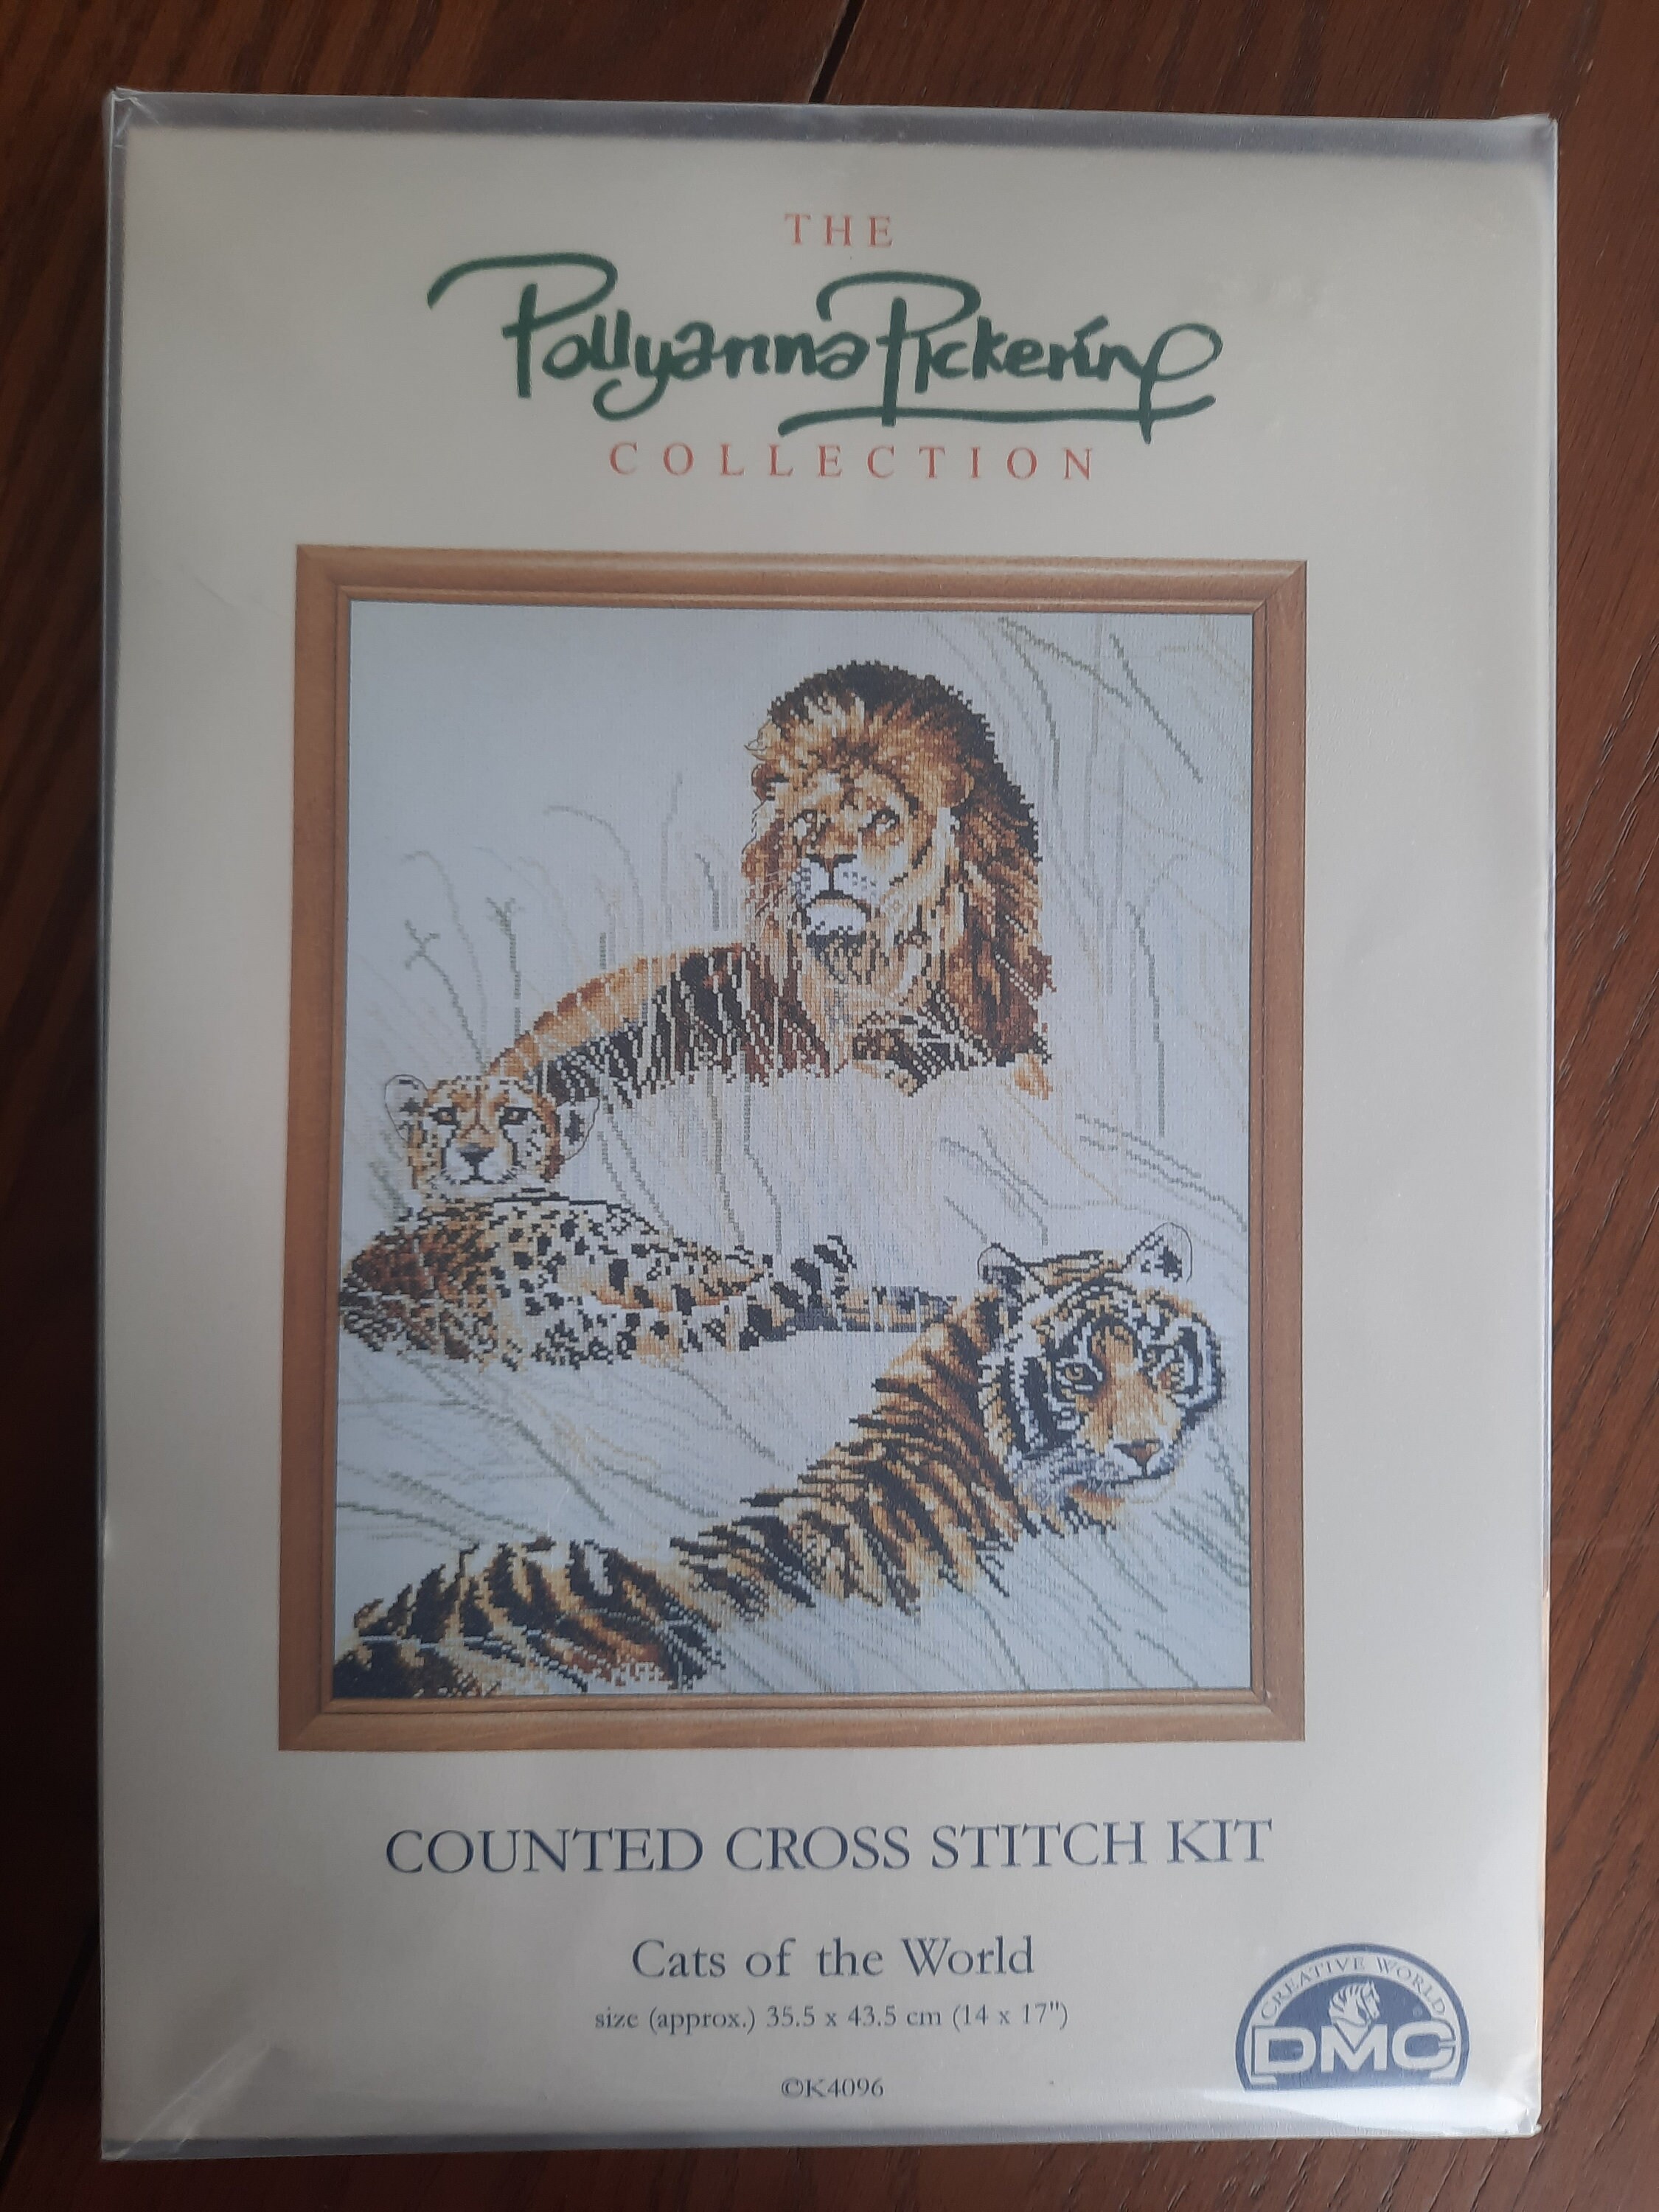 THE
Pollyanna Pickering
COLLECTION
COUNTED CROSS STITCH KIT
Cats of the World
size (approx.) 35.5 x 43.5 cm (14 x 17")
©K4096
CREATIVE WORLD
DMC